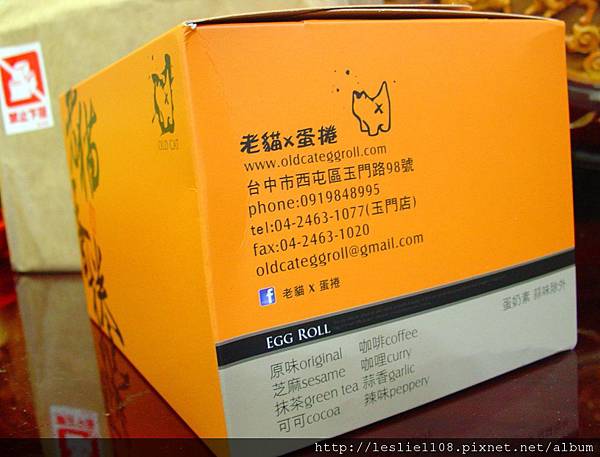 禁止下重
OLD CAT
老貓x蛋捲
www.oldcateggroll.com
台中市西屯區玉門路98號
phone:0919848995
tel:04-2463-1077(玉門店)
fax:04-2463-1020
oldcateggroll@gmail.com
f 老貓 x 蛋捲
EGG ROLL
蛋奶素 蒜味除外
原味original 咖啡coffee
芝麻sesame 咖哩curry
抹茶green tea 蒜香garlic
可可cocoa 辣味peppery
http://leslie1108.pixnet.net/album